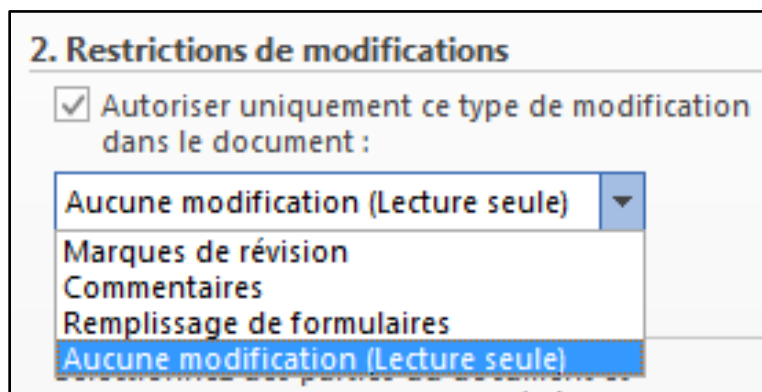 2. Restrictions de modifications
Autoriser uniquement ce type de modification
dans le document :
Aucune modification (Lecture seule)
Marques de révision
Commentaires
Remplissage de formulaires
Aucune modification (Lecture seule)